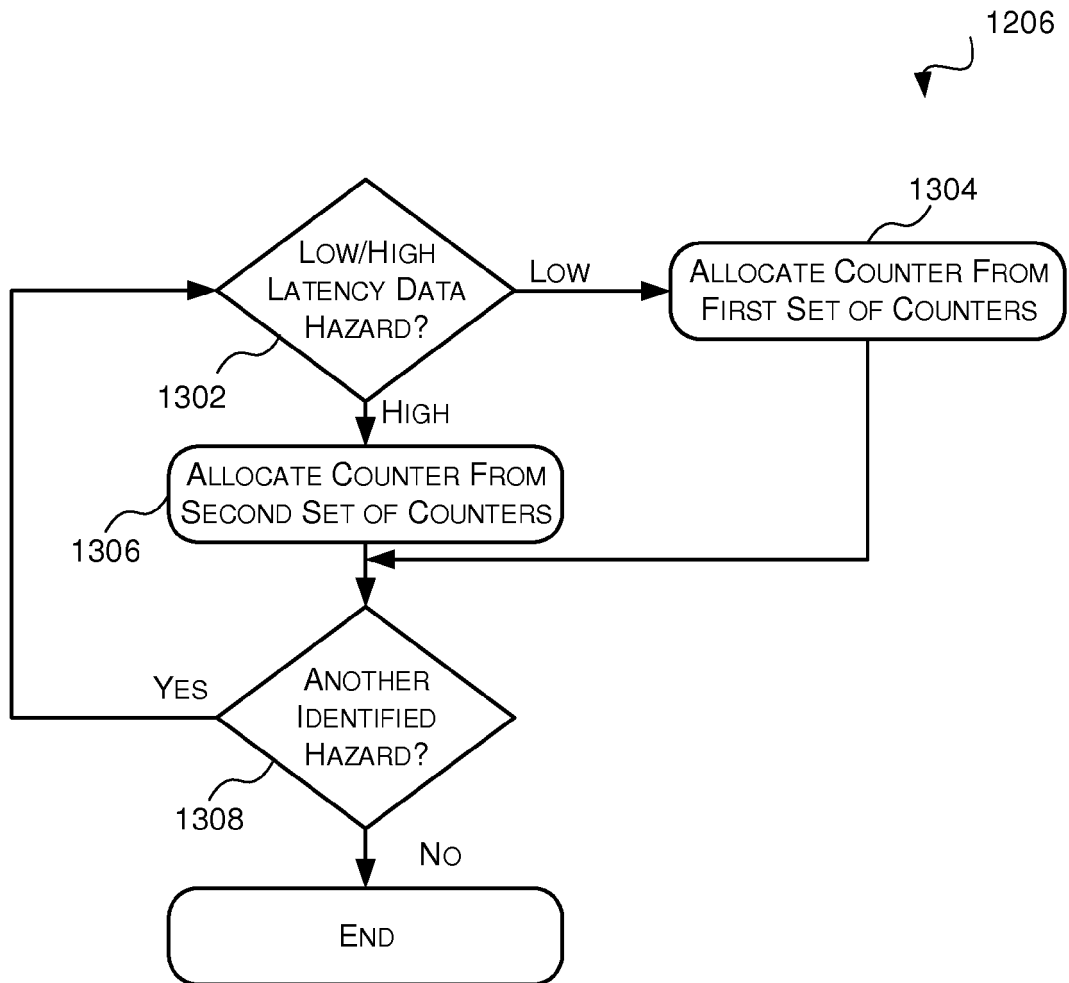 1206
1304
LOW/HIGH
LATENCY DATA
HAZARD?
LOW
ALLOCATE COUNTER FROM
FIRST SET OF COUNTERS
1302
HIGH
ALLOCATE COUNTER FROM
SECOND SET OF COUNTERS
1306
YES
ANOTHER
IDENTIFIED
HAZARD?
1308
NO
END